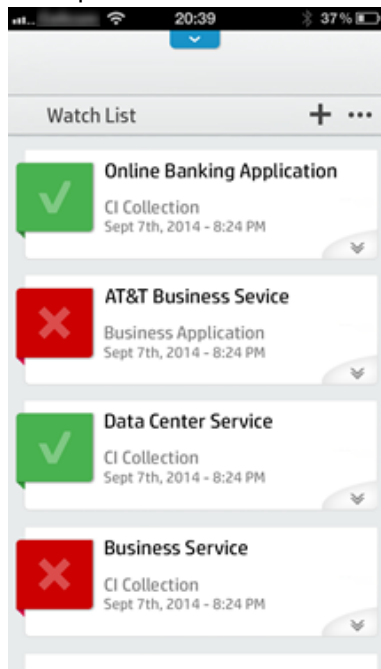 20:39
37%
Watch List
Online Banking Application
CI Collection
Sept 7th, 2014 - 8:24 PM
AT&T Business Sevice
Business Application
Sept 7th, 2014 - 8:24 PM
Data Center Service
CI Collection
Sept 7th, 2014 - 8:24 PM
Business Service
CI Collection
Sept 7th, 2014 - 8:24 PM